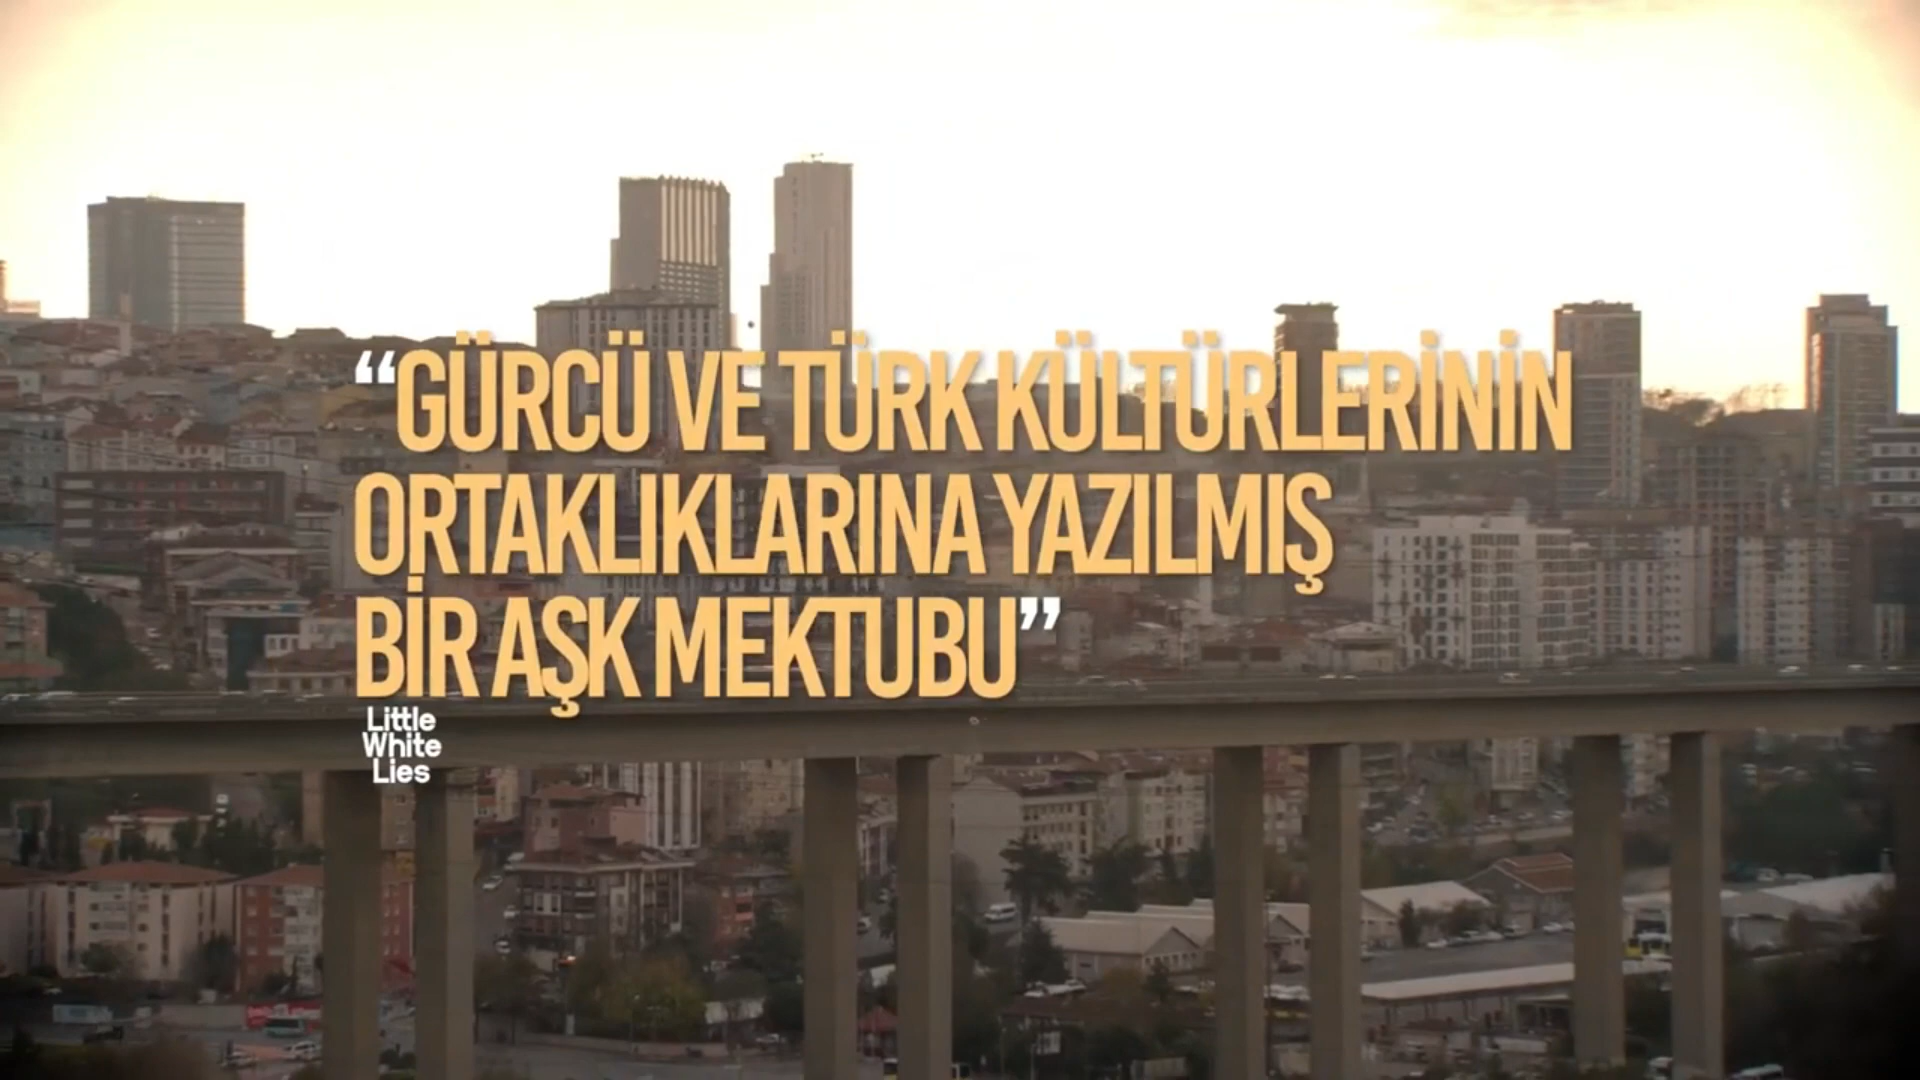 “GÜRCÜ VE TÜRK KÜLTÜRLERİNİN
ORTAKLIKLARINA YAZILMIŞ
BİR AŞK MEKTUBU”
Little
White
Lies